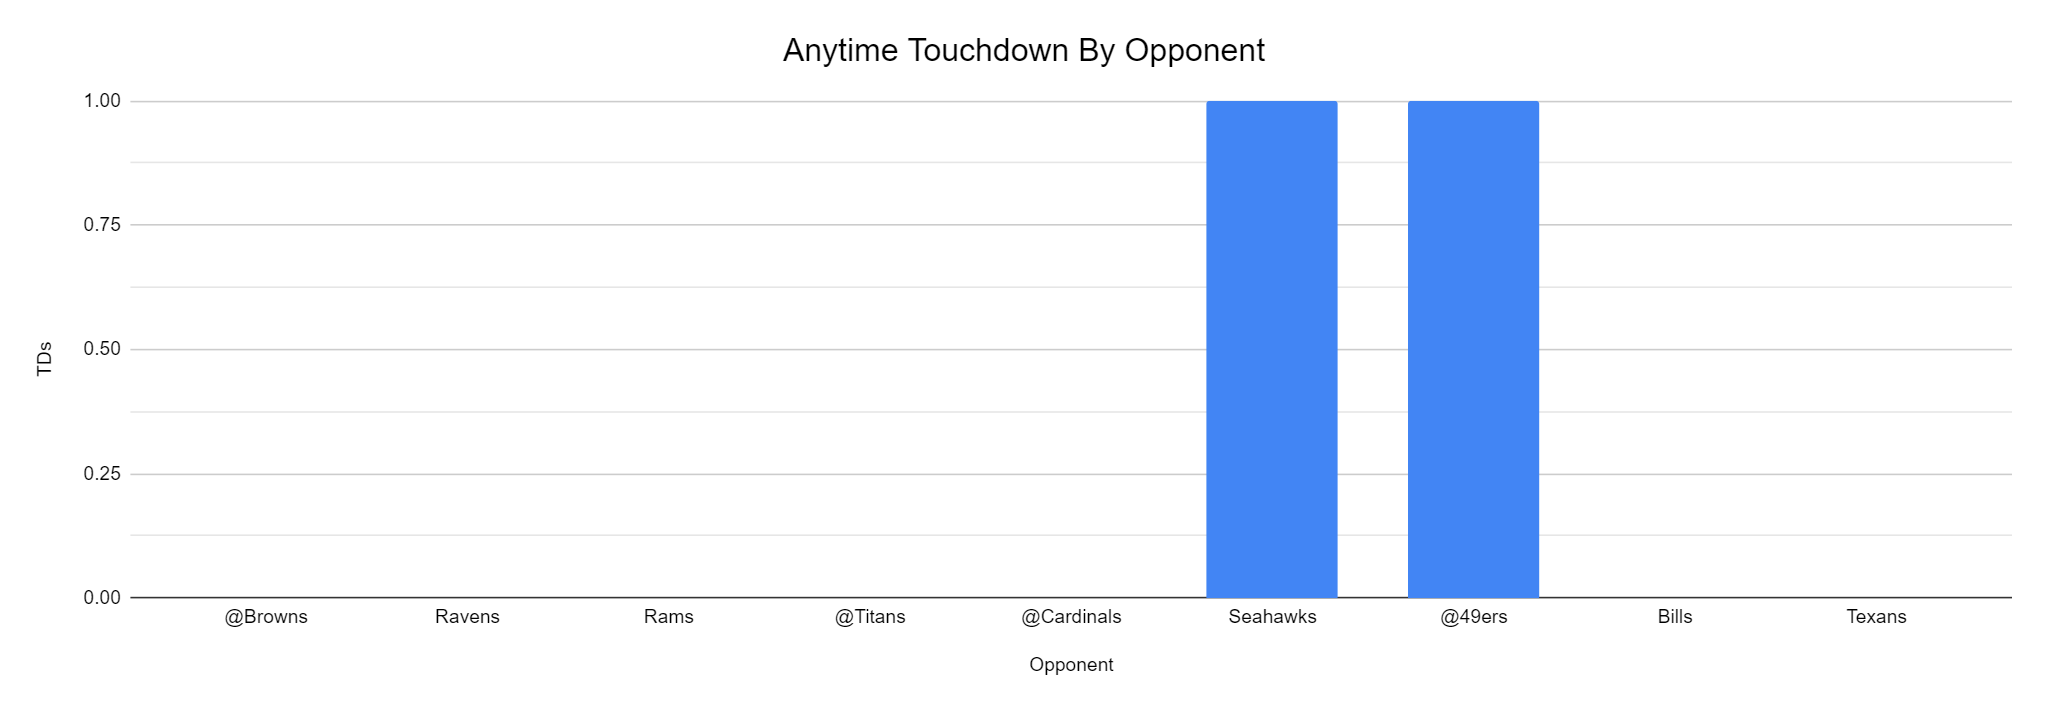 Anytime Touchdown By Opponent
1.00
0.75
0.50
0.25
0.00
TDs
@Browns Ravens Rams @Titans @Cardinals Seahawks @49ers Bills Texans
Opponent